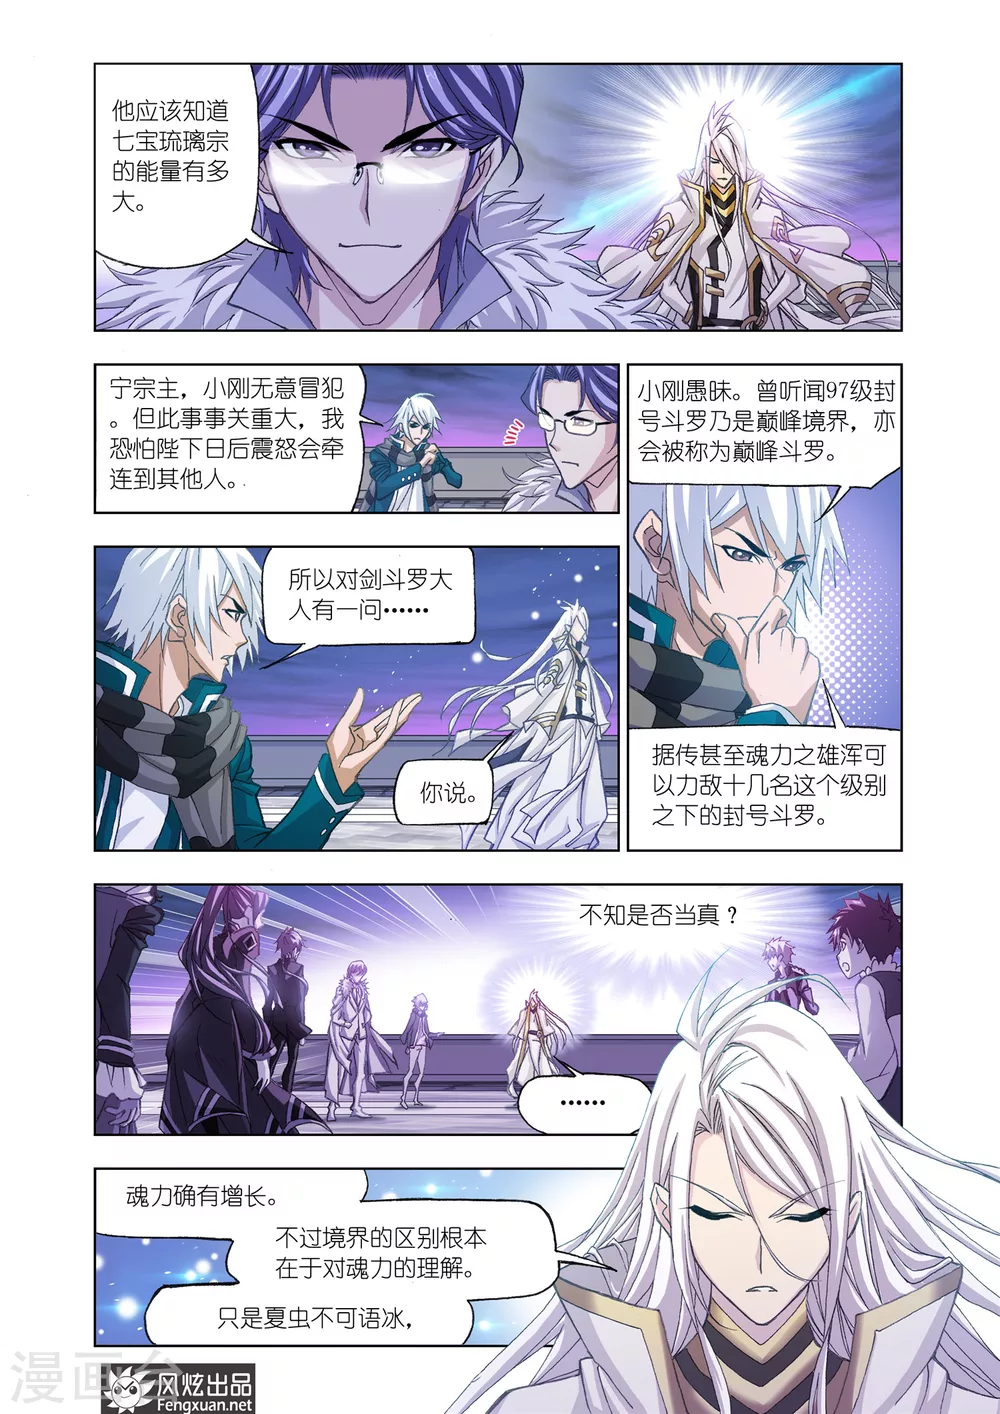 他应该知道
七宝琉璃宗
的能量有多
大。
宁宗主，小刚无意冒犯
。但此事事关重大，我
恐怕陛下日后震怒会牵
连到其他人。
小刚愚昧。曾听闻97级封
号斗罗乃是巅峰境界，亦
会被称为巅峰斗罗。
据传甚至魂力之雄浑可
以力敌十几名这个级别
之下的封号斗罗。
所以对剑斗罗大
人有一问……
你说。
不知是否当真？
……
魂力确有增长。
不过境界的区别根本
在于对魂力的理解。
只是夏虫不可语冰，
漫画台
风炫出品
Fengxuan.net